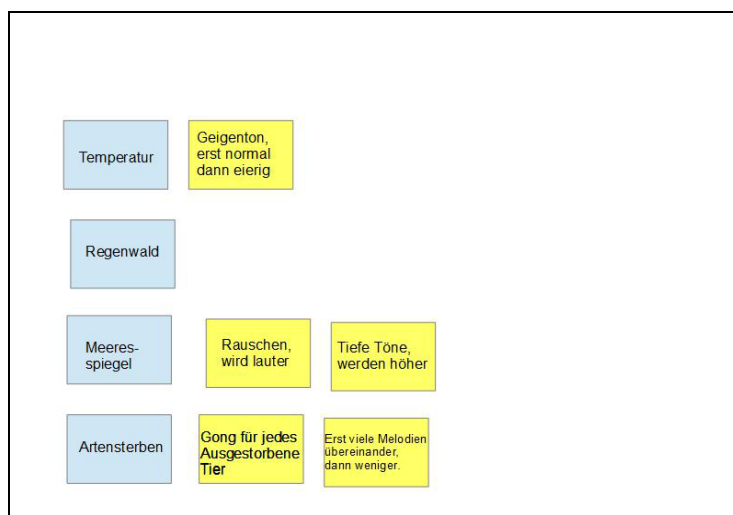 Temperatur
Geigenton,
erst normal
dann eierig
Regenwald
Meeres-
spiegel
Rauschen,
wird lauter
Tiefe Töne,
werden höher
Artensterben
Gong für jedes
Ausgestorbene
Tier
Erst viele Melodien
übereinander,
dann weniger.